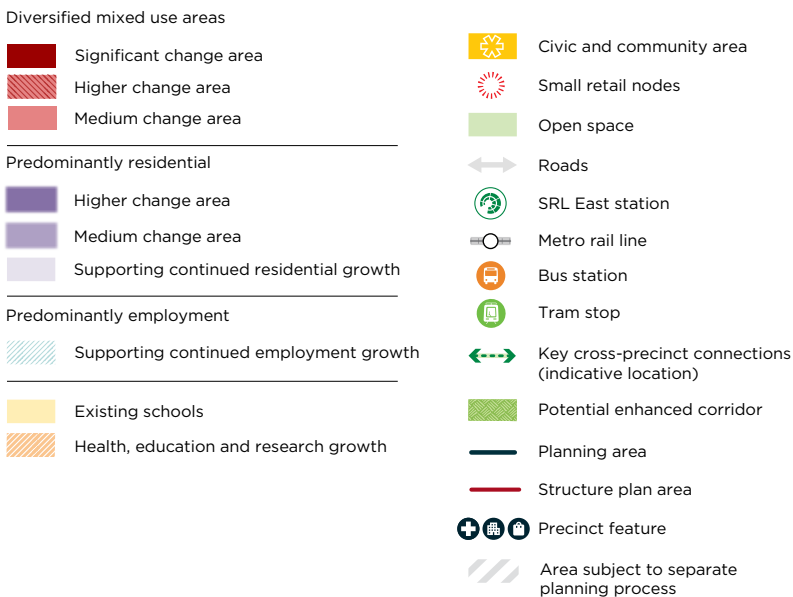 Diversified mixed use areas
Significant change area
Higher change area
Medium change area
Predominantly residential
Higher change area
Medium change area
Supporting continued residential growth
Predominantly employment
Supporting continued employment growth
Existing schools
Health, education and research growth
Civic and community area
Small retail nodes
Open space
Roads
SRL East station
Metro rail line
Bus station
Tram stop
Key cross-precinct connections
(indicative location)
Potential enhanced corridor
Planning area
Structure plan area
Precinct feature
Area subject to separate
planning process